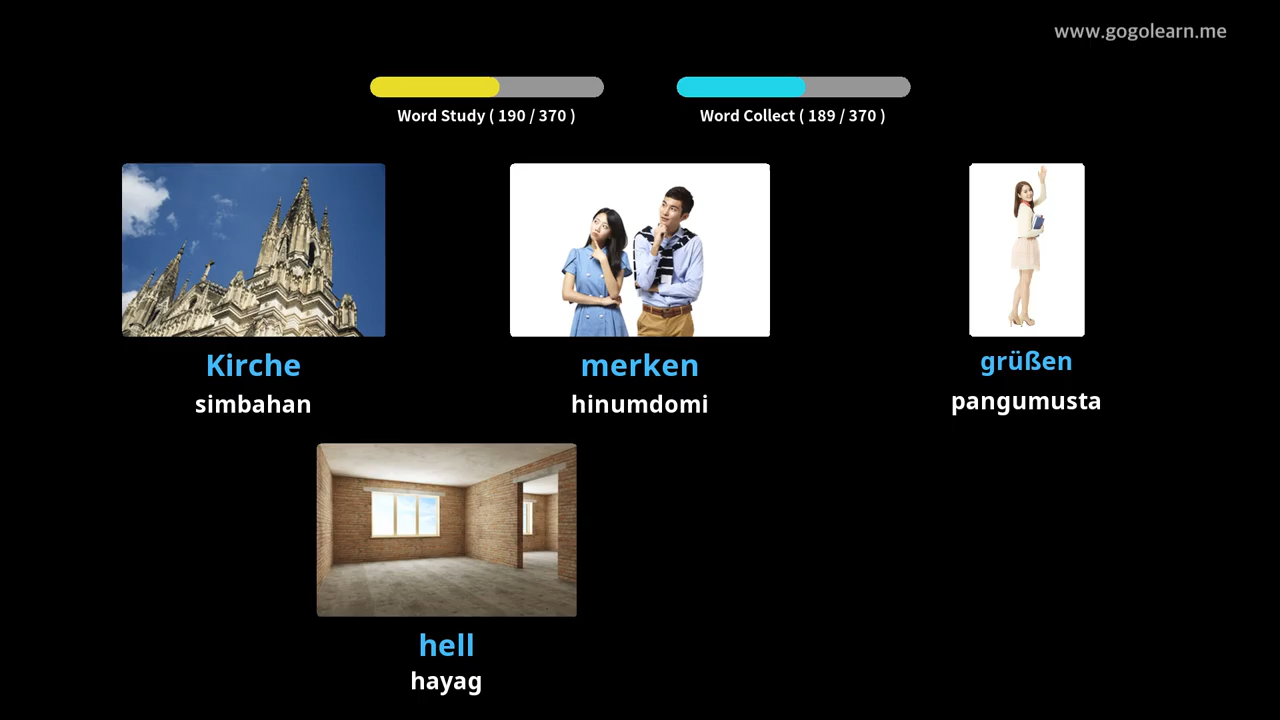 www.gogolearn.me
Word Study ( 190 / 370 )
Word Collect ( 189 / 370 )
Kirche
simbahan
merken
hinumdomi
grüßen
pangumusta
hell
hayag